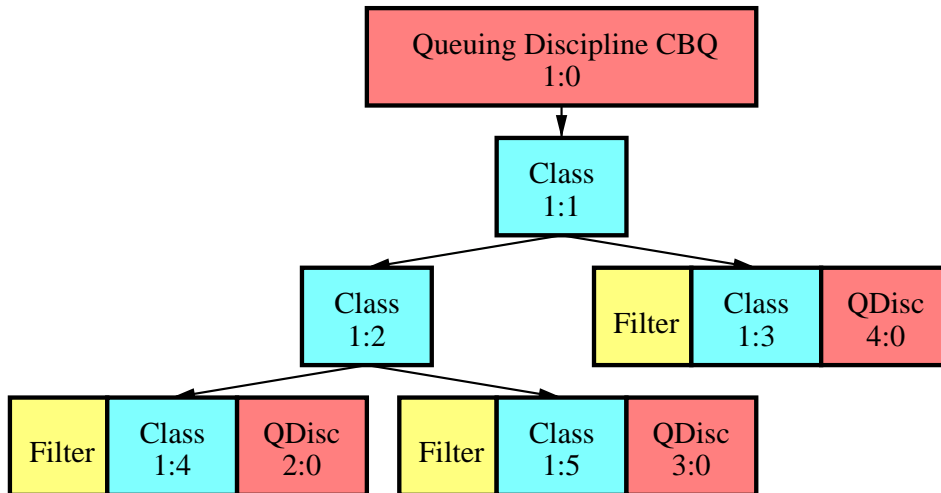 Queuing Discipline CBQ
1:0
Class
1:1
Class
1:2
Filter
Class
1:3
QDisc
4:0
Filter
Class
1:4
QDisc
2:0
Filter
Class
1:5
QDisc
3:0